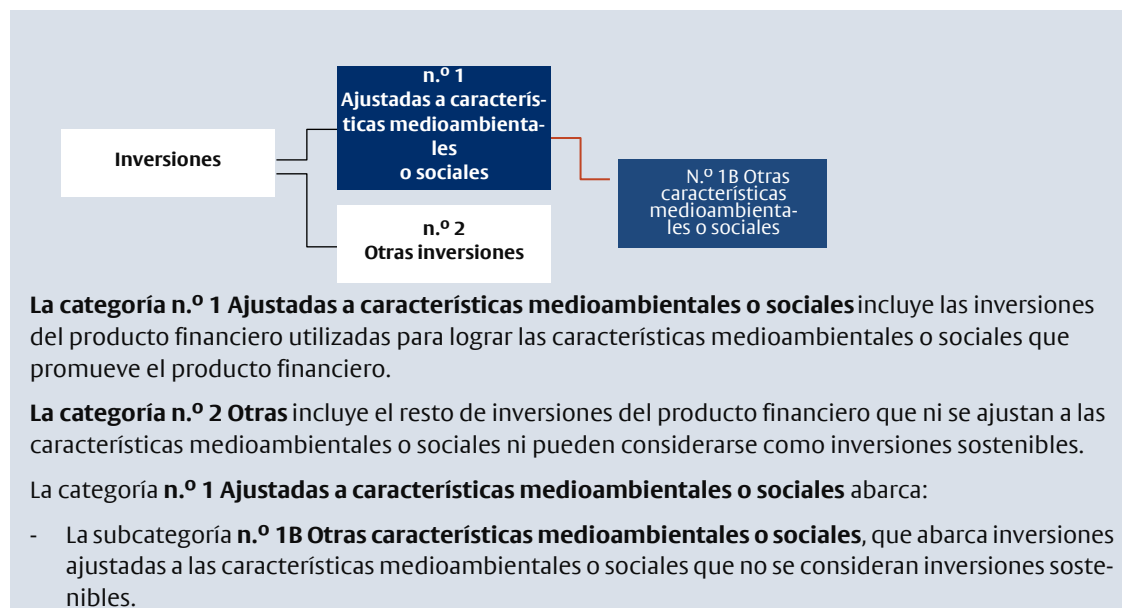 n.º 1
Ajustadas a caracterís-
ticas medioambienta-
les
o sociales
Inversiones
N.º 1B Otras
características
medioambienta-
les o sociales
n.º 2
Otras inversiones
La categoría n.º 1 Ajustadas a características medioambientales o sociales incluye las inversiones
del producto financiero utilizadas para lograr las características medioambientales o sociales que
promueve el producto financiero.
La categoría n.º 2 Otras incluye el resto de inversiones del producto financiero que ni se ajustan a las
características medioambientales o sociales ni pueden considerarse como inversiones sostenibles.
La categoría n.º 1 Ajustadas a características medioambientales o sociales abarca:
- La subcategoría n.º 1B Otras características medioambientales o sociales, que abarca inversiones
ajustadas a las características medioambientales o sociales que no se consideran inversiones soste-
nibles.